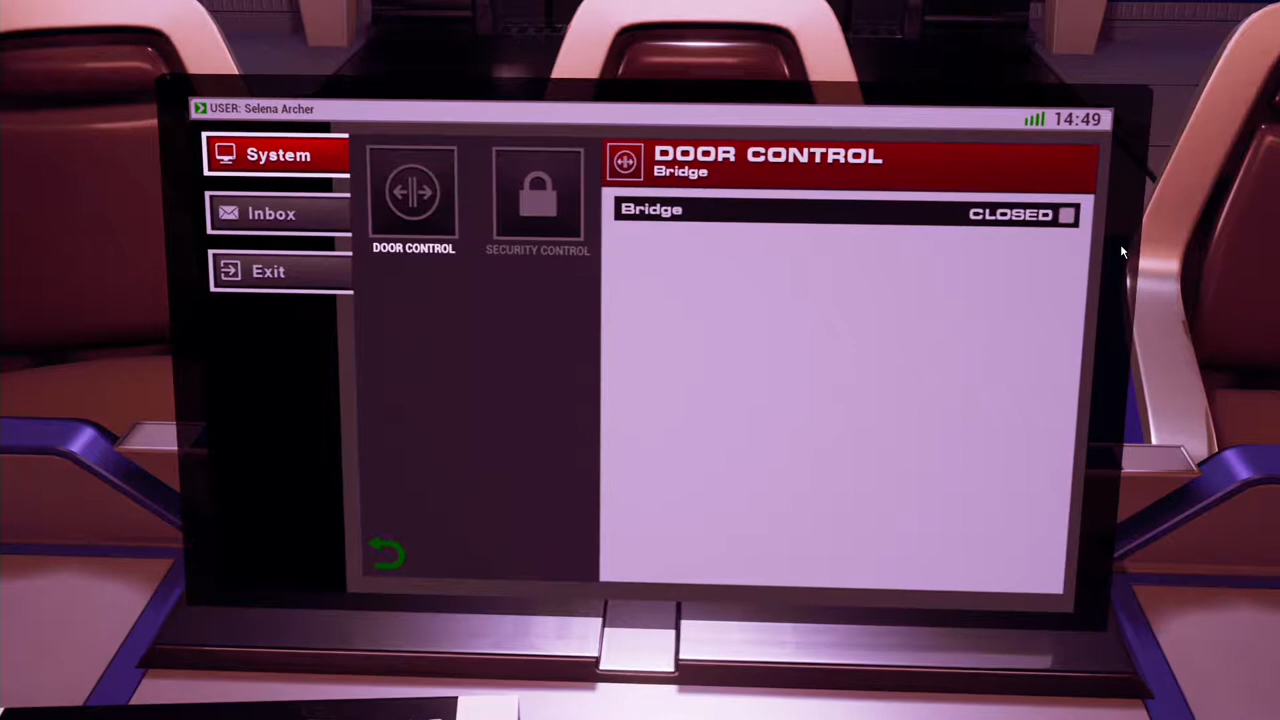 USER: Selena Archer
14:49
System
Inbox
Exit
DOOR CONTROL
SECURITY CONTROL
DOOR CONTROL
Bridge
Bridge CLOSED